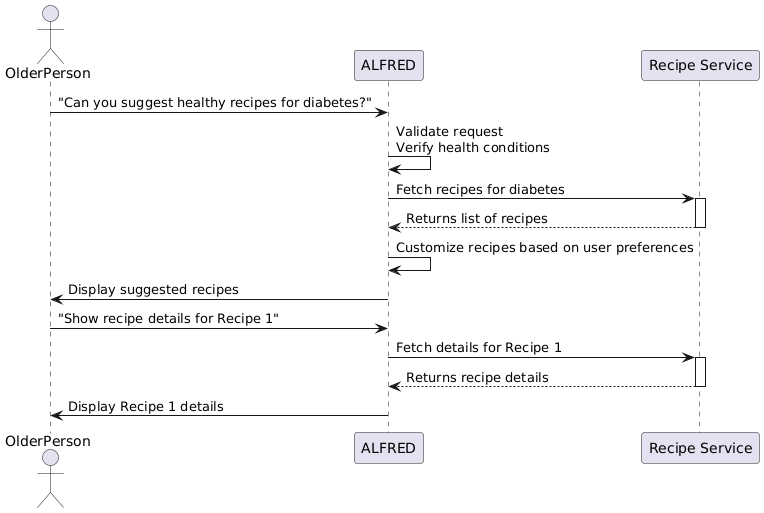 OlderPerson
ALFRED
Recipe Service
"Can you suggest healthy recipes for diabetes?"
Validate request
Verify health conditions
Fetch recipes for diabetes
Returns list of recipes
Customize recipes based on user preferences
Display suggested recipes
"Show recipe details for Recipe 1"
Fetch details for Recipe 1
Returns recipe details
Display Recipe 1 details
OlderPerson
ALFRED
Recipe Service